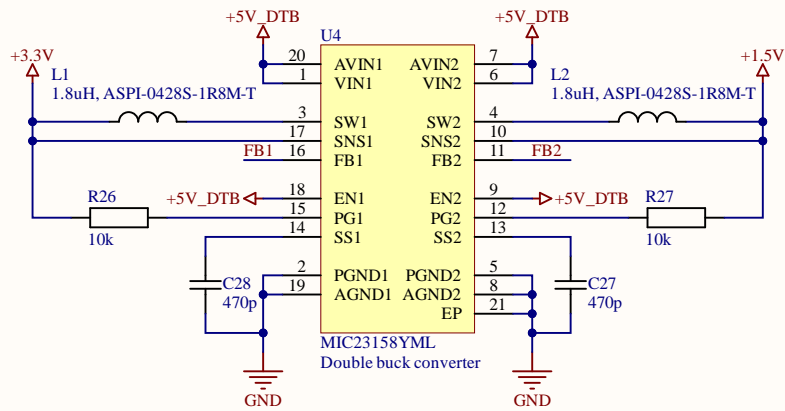 +5V_DTB +5V_DTB
U4
+3.3V +1.5V
L1 L2
1.8uH, ASPI-0428S-1R8M-T 1.8uH, ASPI-0428S-1R8M-T
20 AVIN1 AVIN2 7
1 VIN1 VIN2 6
3 SW1 SW2 4
17 SNS1 SNS2 10
FB1 16 FB1 FB2 11 FB2
+5V_DTB 18 EN1 EN2 9 +5V_DTB
R26 15 PG1 PG2 12 R27
10k 14 SS1 SS2 13 10k
2 PGND1 PGND2 5
C28 19 AGND1 AGND2 8 C27
470p EP 21 470p
MIC23158YML
Double buck converter
GND GND